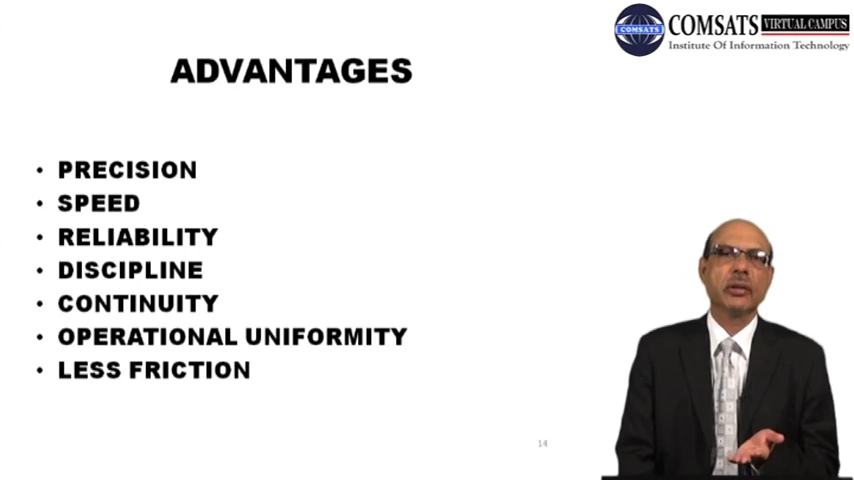 COMSATS VIRTUAL CAMPUS
COMSATS Institute Of Information Technology
ADVANTAGES
• PRECISION
• SPEED
• RELIABILITY
• DISCIPLINE
• CONTINUITY
• OPERATIONAL UNIFORMITY
• LESS FRICTION
14